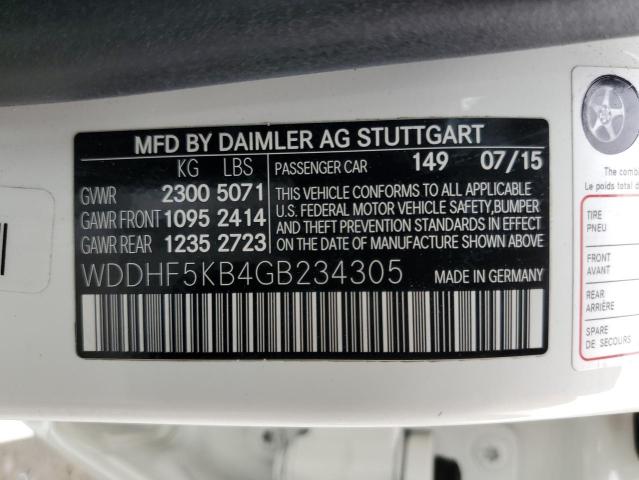 MFD BY DAIMLER AG STUTTGART
KG LBS
PASSENGER CAR 149 07/15
GVWR 2300 5071
GAWR FRONT 1095 2414
GAWR REAR 1235 2723
THIS VEHICLE CONFORMS TO ALL APPLICABLE
U.S. FEDERAL MOTOR VEHICLE SAFETY,BUMPER
AND THEFT PREVENTION STANDARDS IN EFFECT
ON THE DATE OF MANUFACTURE SHOWN ABOVE.
WDDHF5KB4GB234305
MADE IN GERMANY
The combi
Le poids total d
TIRE
PNEU
FRONT
AVANT
REAR
ARRIÈRE
SPARE
DE SECOURS